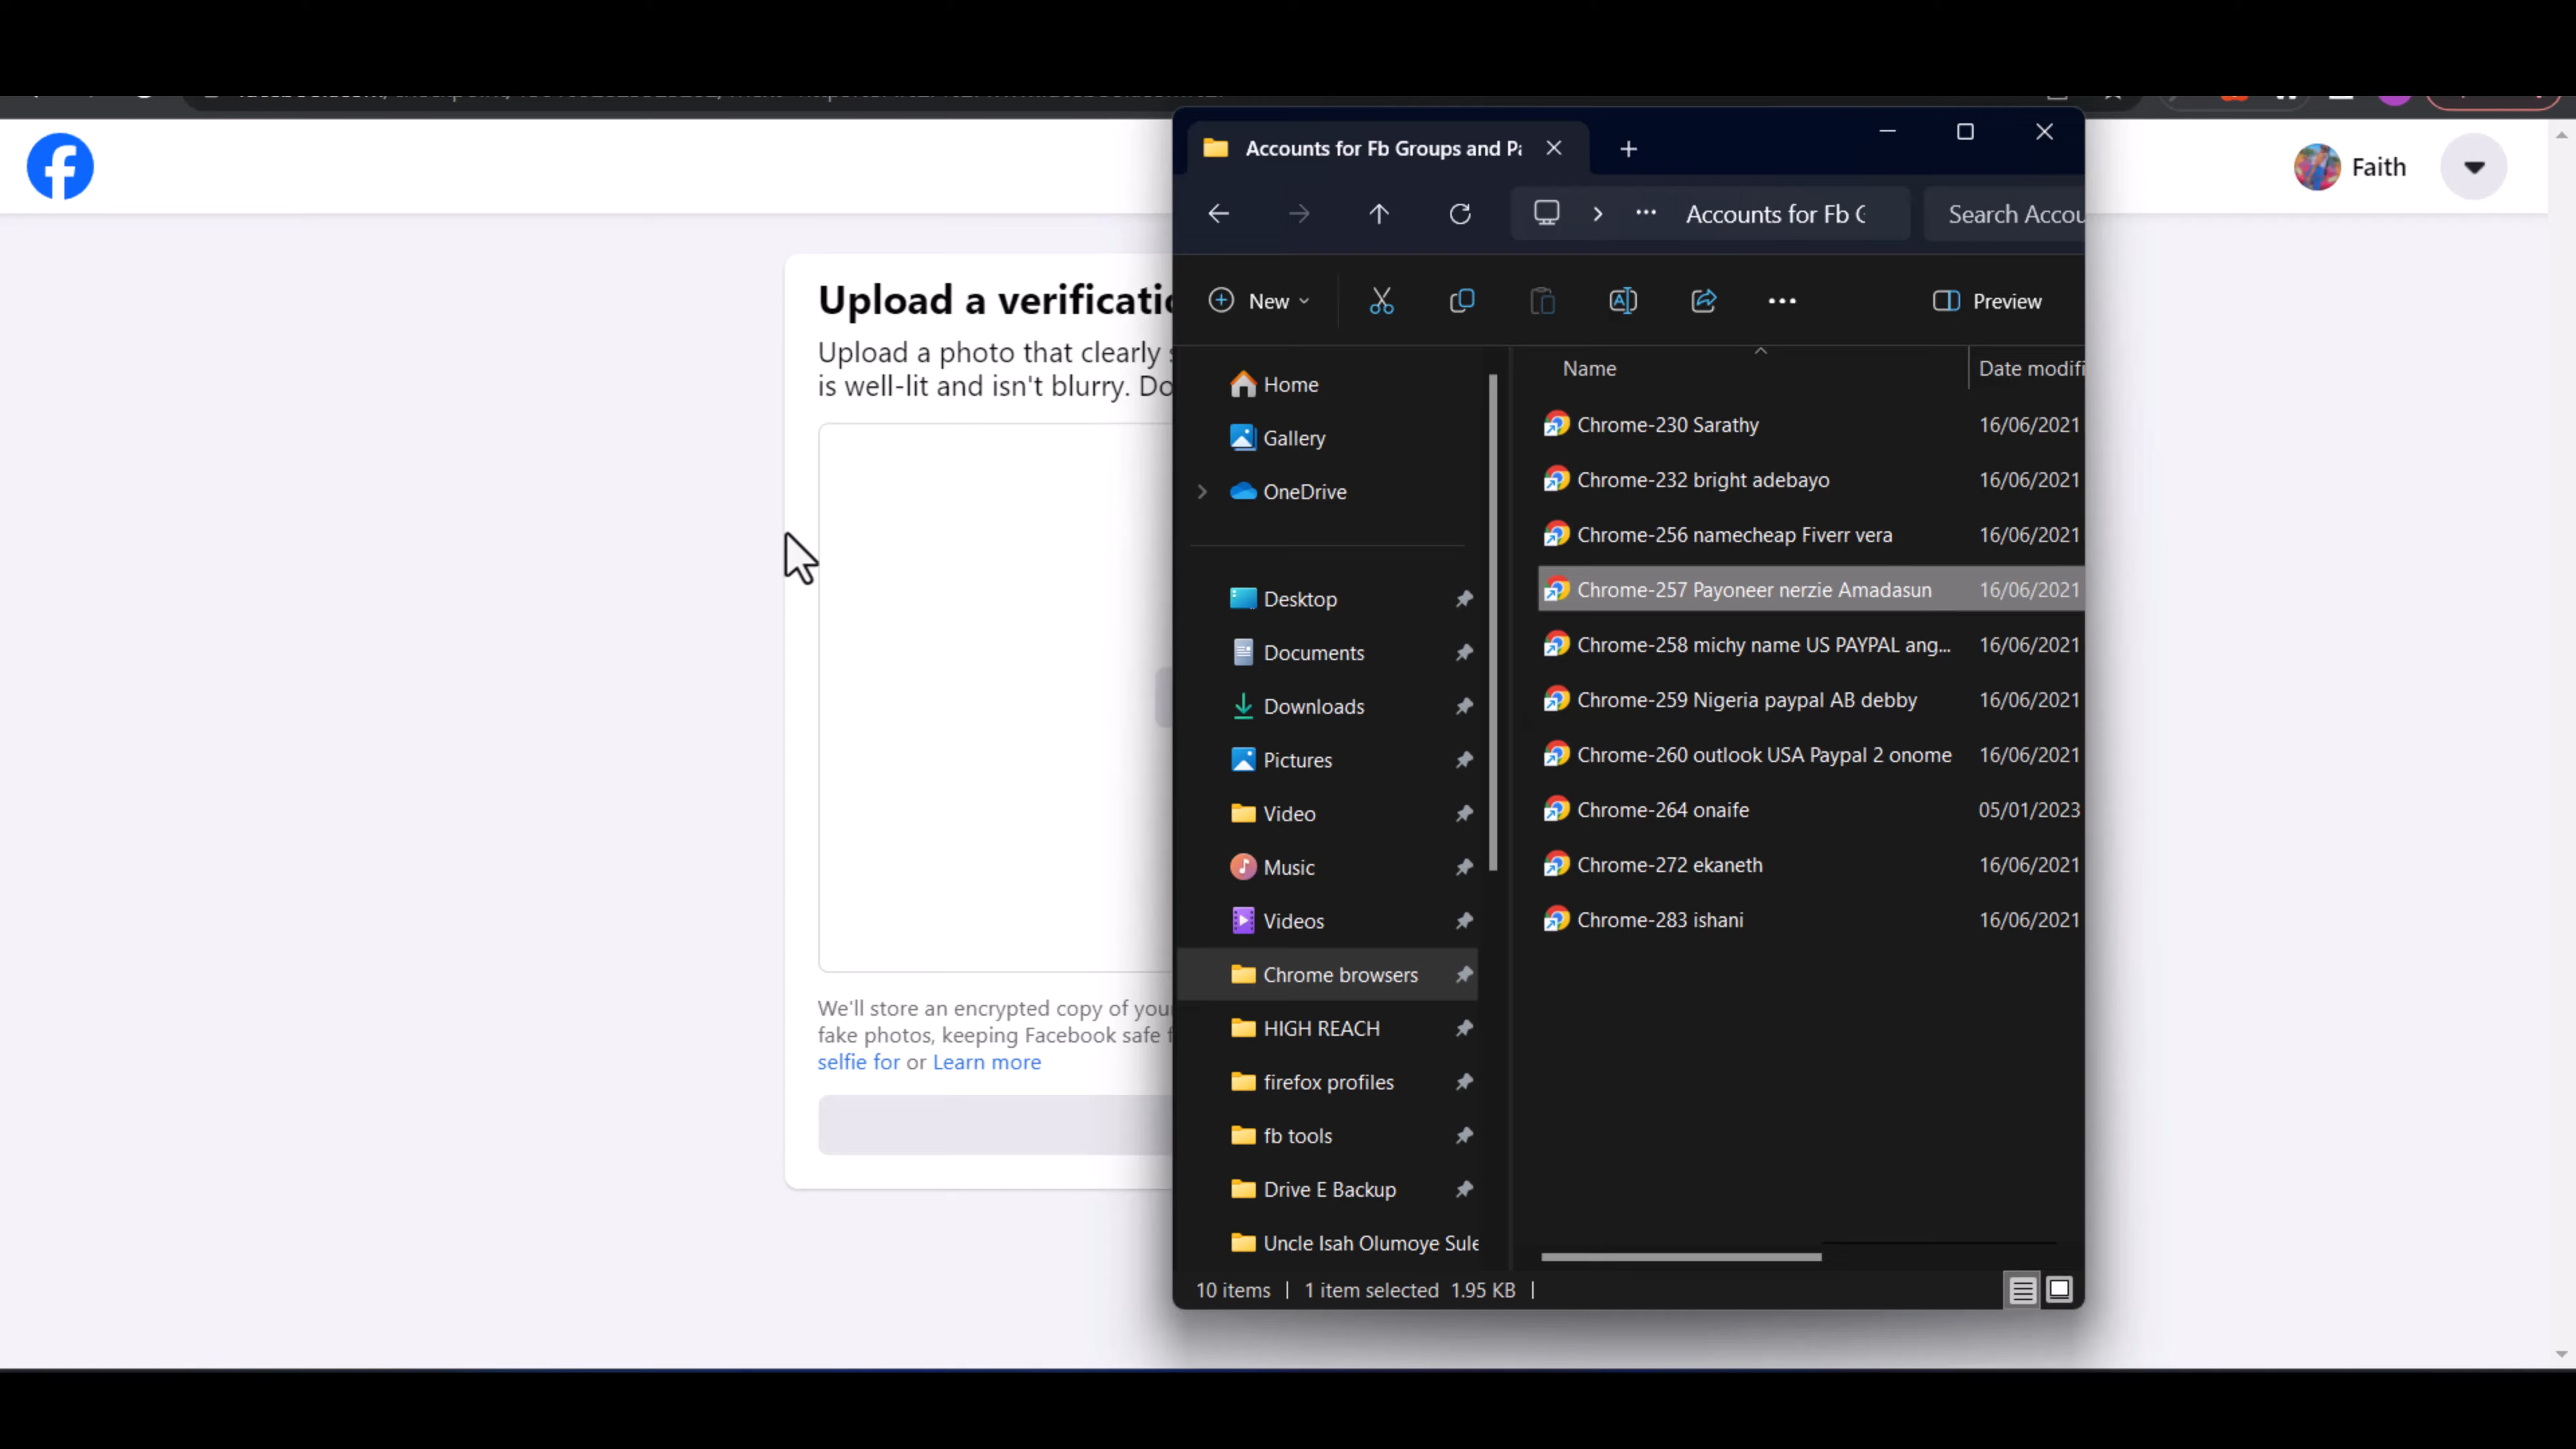 Faith
Upload a verificatio
Upload a photo that clearly s
is well-lit and isn't blurry. Do
We'll store an encrypted copy of your
fake photos, keeping Facebook safe f
selfie for or Learn more
Accounts for Fb Groups and Pa
Accounts for Fb G
Search Accou
New
Preview
Home
Gallery
OneDrive
Desktop
Documents
Downloads
Pictures
Video
Music
Videos
Chrome browsers
HIGH REACH
firefox profiles
fb tools
Drive E Backup
Uncle Isah Olumoye Sule
Name Date modifi
Chrome-230 Sarathy 16/06/2021
Chrome-232 bright adebayo 16/06/2021
Chrome-256 namecheap Fiverr vera 16/06/2021
Chrome-257 Payoneer nerzie Amadasun 16/06/2021
Chrome-258 michy name US PAYPAL ang... 16/06/2021
Chrome-259 Nigeria paypal AB debby 16/06/2021
Chrome-260 outlook USA Paypal 2 onome 16/06/2021
Chrome-264 onaife 05/01/2023
Chrome-272 ekaneth 16/06/2021
Chrome-283 ishani 16/06/2021
10 items | 1 item selected 1.95 KB |